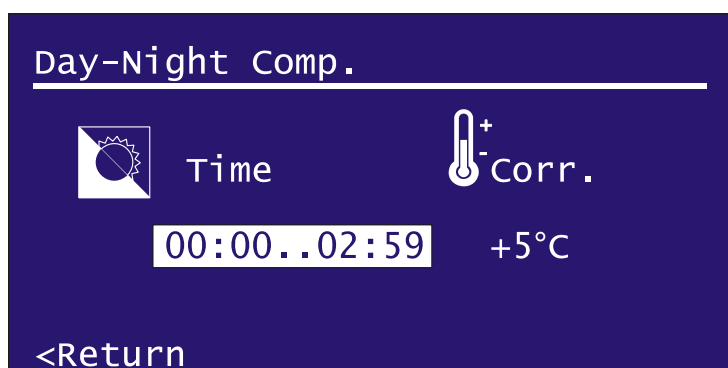 Day-Night Comp.
Time + - Corr.
00:00..02:59 +5°C
<Return